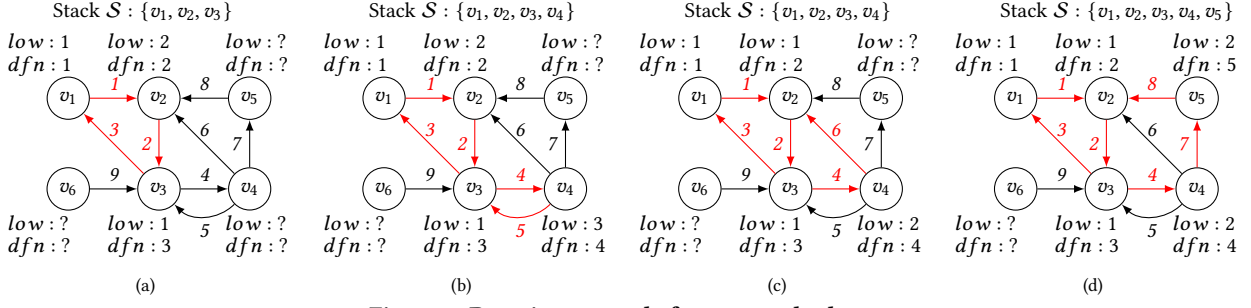 Stack S : {v1, v2, v3}
low : 1 low : 2 low : ?
dfn : 1 dfn : 2 dfn : ?
v1 1 v2 8 v5
3 2 6 7
v6 9 v3 4 v4
5
low : ? low : 1 low : ?
dfn : ? dfn : 3 dfn : ?
(a)
Stack S : {v1, v2, v3, v4}
low : 1 low : 2 low : ?
dfn : 1 dfn : 2 dfn : ?
v1 1 v2 8 v5
3 2 6 7
v6 9 v3 4 v4
5
low : ? low : 1 low : 3
dfn : ? dfn : 3 dfn : 4
(b)
Stack S : {v1, v2, v3, v4}
low : 1 low : 1 low : ?
dfn : 1 dfn : 2 dfn : ?
v1 1 v2 8 v5
3 2 6 7
v6 9 v3 4 v4
5
low : ? low : 1 low : 2
dfn : ? dfn : 3 dfn : 4
(c)
Stack S : {v1, v2, v3, v4, v5}
low : 1 low : 1 low : 2
dfn : 1 dfn : 2 dfn : 5
v1 1 v2 8 v5
3 2 6 7
v6 9 v3 4 v4
5
low : ? low : 1 low : 2
dfn : ? dfn : 3 dfn : 4
(d)